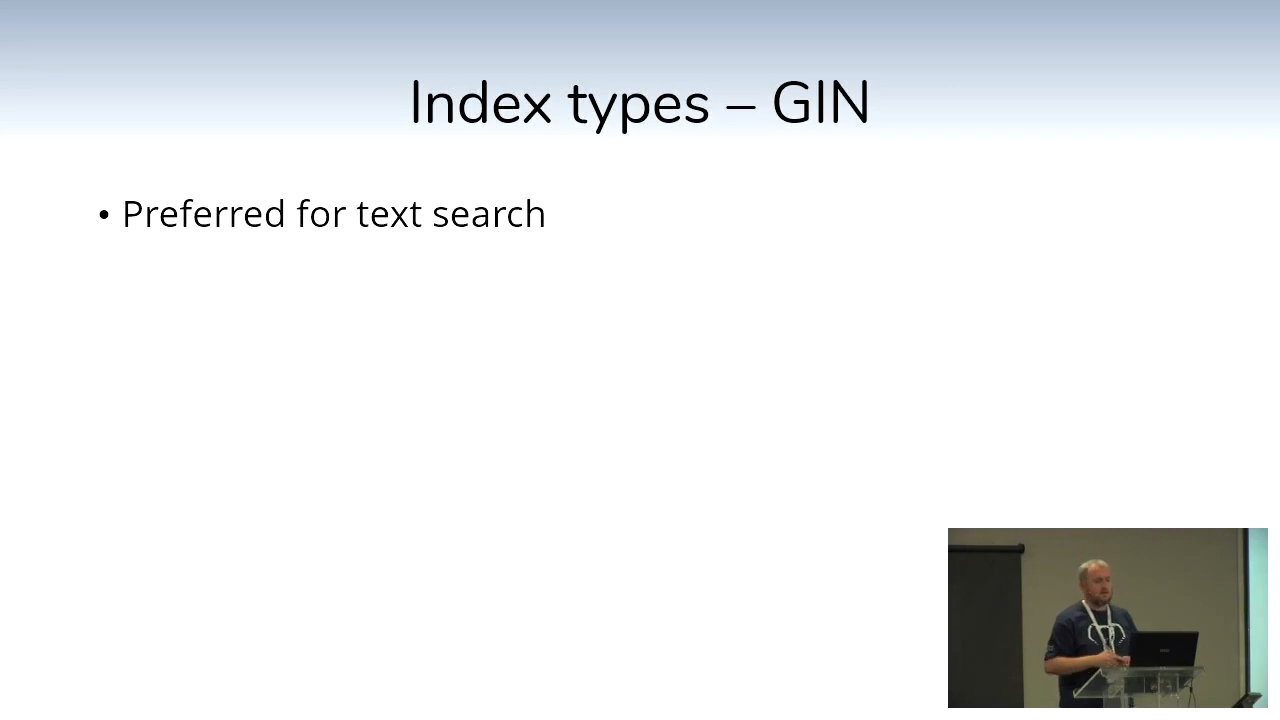 Index types – GIN
• Preferred for text search